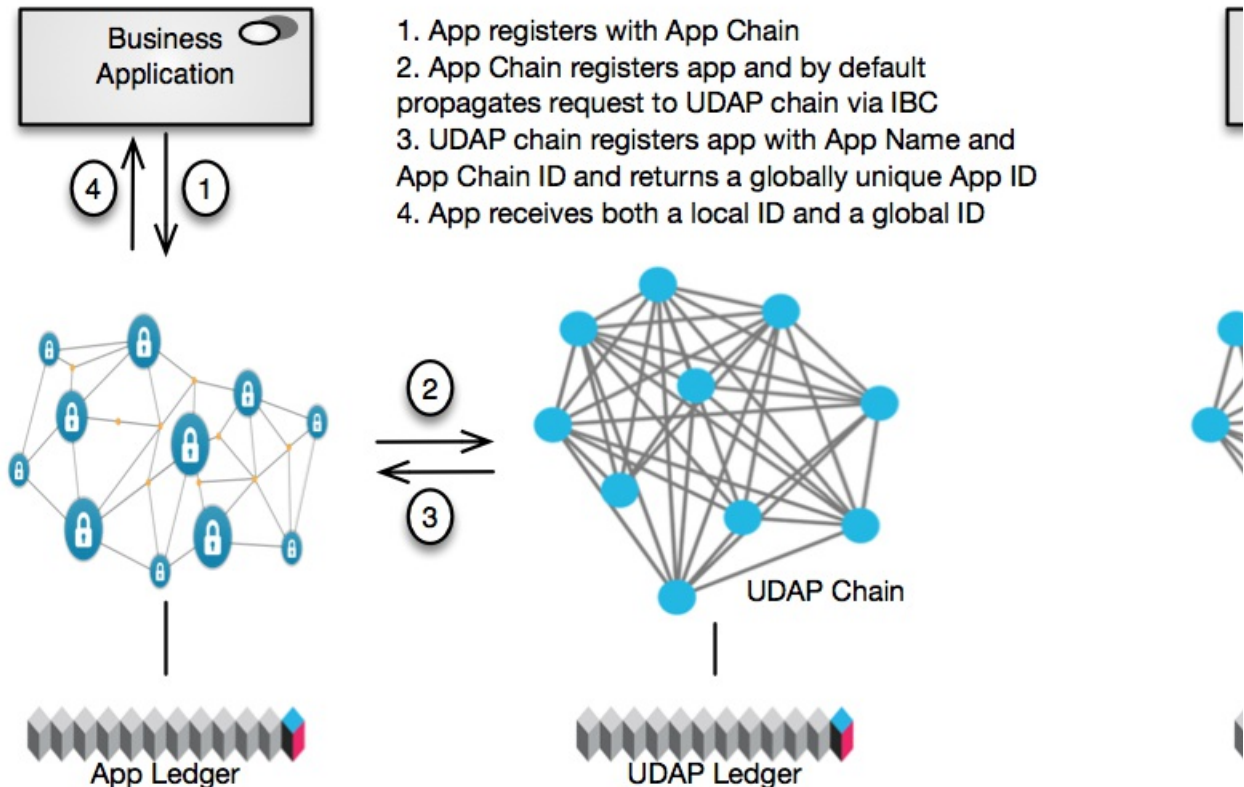 Business
Application
1. App registers with App Chain
2. App Chain registers app and by default
propagates request to UDAP chain via IBC
3. UDAP chain registers app with App Name and
App Chain ID and returns a globally unique App ID
4. App receives both a local ID and a global ID
4
1
2
3
UDAP Chain
App Ledger
UDAP Ledger